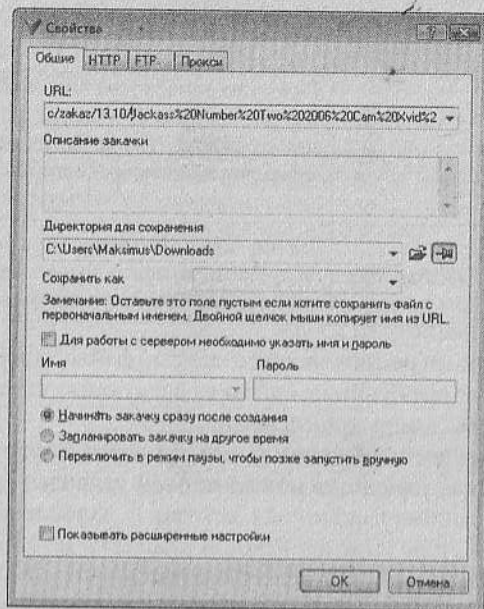 Свойства
Общие HTTP FTP Прокси
URL:
c/zakaz/13.10/Jackass%20Number%20Two%202006%20Cam%20Xvid%2
Описание закачки
Директория для сохранения
C:\Users\Maksimus\Downloads
Сохранить как
Замечание: Оставьте это поле пустым если хотите сохранить файл с
первоначальным именем. Двойной щелчок мыши копирует имя из URL.
Для работы с сервером необходимо указать имя и пароль
Имя Пароль
Начинать закачку сразу после создания
Запланировать закачку на другое время
Переключить в режим паузы, чтобы позже запустить вручную
Показывать расширенные настройки
OK Отмена